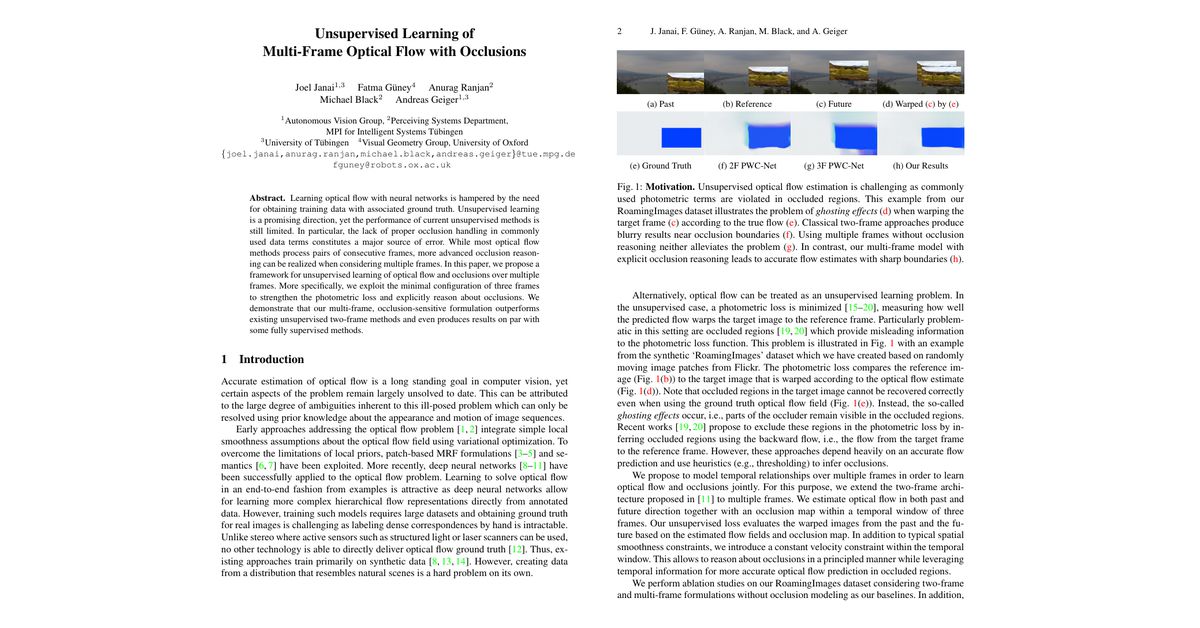 Unsupervised Learning of
Multi-Frame Optical Flow with Occlusions
Joel Janai1,3 Fatma Güney4 Anurag Ranjan2
Michael Black2 Andreas Geiger1,3
1Autonomous Vision Group, 2Perceiving Systems Department,
MPI for Intelligent Systems Tübingen
3University of Tübingen 4Visual Geometry Group, University of Oxford
{joel.janai,anurag.ranjan,michael.black,andreas.geiger}@tue.mpg.de
fguney@robots.ox.ac.uk
Abstract. Learning optical flow with neural networks is hampered by the need
for obtaining training data with associated ground truth. Unsupervised learning
is a promising direction, yet the performance of current unsupervised methods is
still limited. In particular, the lack of proper occlusion handling in commonly
used data terms constitutes a major source of error. While most optical flow
methods process pairs of consecutive frames, more advanced occlusion reason-
ing can be realized when considering multiple frames. In this paper, we propose a
framework for unsupervised learning of optical flow and occlusions over multiple
frames. More specifically, we exploit the minimal configuration of three frames
to strengthen the photometric loss and explicitly reason about occlusions. We
demonstrate that our multi-frame, occlusion-sensitive formulation outperforms
existing unsupervised two-frame methods and even produces results on par with
some fully supervised methods.
1 Introduction
Accurate estimation of optical flow is a long standing goal in computer vision, yet
certain aspects of the problem remain largely unsolved to date. This can be attributed
to the large degree of ambiguities inherent to this ill-posed problem which can only be
resolved using prior knowledge about the appearance and motion of image sequences.
Early approaches addressing the optical flow problem [1, 2] integrate simple local
smoothness assumptions about the optical flow field using variational optimization. To
overcome the limitations of local priors, patch-based MRF formulations [3–5] and se-
mantics [6, 7] have been exploited. More recently, deep neural networks [8–11] have
been successfully applied to the optical flow problem. Learning to solve optical flow
in an end-to-end fashion from examples is attractive as deep neural networks allow
for learning more complex hierarchical flow representations directly from annotated
data. However, training such models requires large datasets and obtaining ground truth
for real images is challenging as labeling dense correspondences by hand is intractable.
Unlike stereo where active sensors such as structured light or laser scanners can be used,
no other technology is able to directly deliver optical flow ground truth [12]. Thus, ex-
isting approaches train primarily on synthetic data [8, 13, 14]. However, creating data
from a distribution that resembles natural scenes is a hard problem on its own.
2 J. Janai, F. Güney, A. Ranjan, M. Black, and A. Geiger
(a) Past (b) Reference (c) Future (d) Warped (c) by (e)
(e) Ground Truth (f) 2F PWC-Net (g) 3F PWC-Net (h) Our Results
Fig. 1: Motivation. Unsupervised optical flow estimation is challenging as commonly
used photometric terms are violated in occluded regions. This example from our
RoamingImages dataset illustrates the problem of ghosting effects (d) when warping the
target frame (c) according to the true flow (e). Classical two-frame approaches produce
blurry results near occlusion boundaries (f). Using multiple frames without occlusion
reasoning neither alleviates the problem (g). In contrast, our multi-frame model with
explicit occlusion reasoning leads to accurate flow estimates with sharp boundaries (h).
Alternatively, optical flow can be treated as an unsupervised learning problem. In
the unsupervised case, a photometric loss is minimized [15–20], measuring how well
the predicted flow warps the target image to the reference frame. Particularly problem-
atic in this setting are occluded regions [19, 20] which provide misleading information
to the photometric loss function. This problem is illustrated in Fig. 1 with an example
from the synthetic ‘RoamingImages’ dataset which we have created based on randomly
moving image patches from Flickr. The photometric loss compares the reference im-
age (Fig. 1(b)) to the target image that is warped according to the optical flow estimate
(Fig. 1(d)). Note that occluded regions in the target image cannot be recovered correctly
even when using the ground truth optical flow field (Fig. 1(e)). Instead, the so-called
ghosting effects occur, i.e., parts of the occluder remain visible in the occluded regions.
Recent works [19, 20] propose to exclude these regions in the photometric loss by in-
ferring occluded regions using the backward flow, i.e., the flow from the target frame
to the reference frame. However, these approaches depend heavily on an accurate flow
prediction and use heuristics (e.g., thresholding) to infer occlusions.
We propose to model temporal relationships over multiple frames in order to learn
optical flow and occlusions jointly. For this purpose, we extend the two-frame archi-
tecture proposed in [11] to multiple frames. We estimate optical flow in both past and
future direction together with an occlusion map within a temporal window of three
frames. Our unsupervised loss evaluates the warped images from the past and the fu-
ture based on the estimated flow fields and occlusion map. In addition to typical spatial
smoothness constraints, we introduce a constant velocity constraint within the temporal
window. This allows to reason about occlusions in a principled manner while leveraging
temporal information for more accurate optical flow prediction in occluded regions.
We perform ablation studies on our RoamingImages dataset considering two-frame
and multi-frame formulations without occlusion modeling as our baselines. In addition,